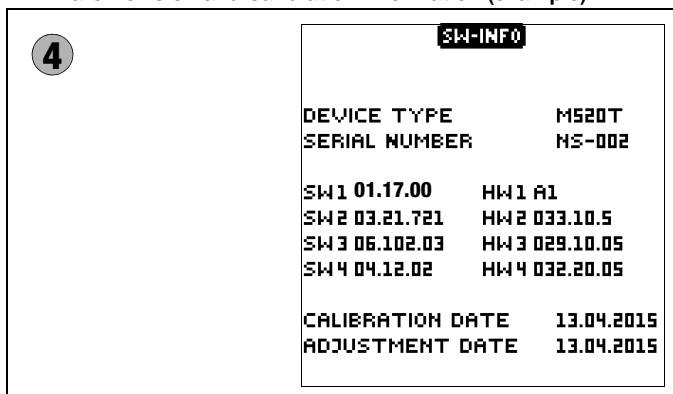 4
SW-INFO
DEVICE TYPE MS20T
SERIAL NUMBER NS-002
SW1 01.17.00 HW1 A1
SW2 03.21.721 HW2 033.10.5
SW3 06.102.03 HW3 029.10.05
SW4 04.12.02 HW4 032.20.05
CALIBRATION DATE 13.04.2015
ADJUSTMENT DATE 13.04.2015